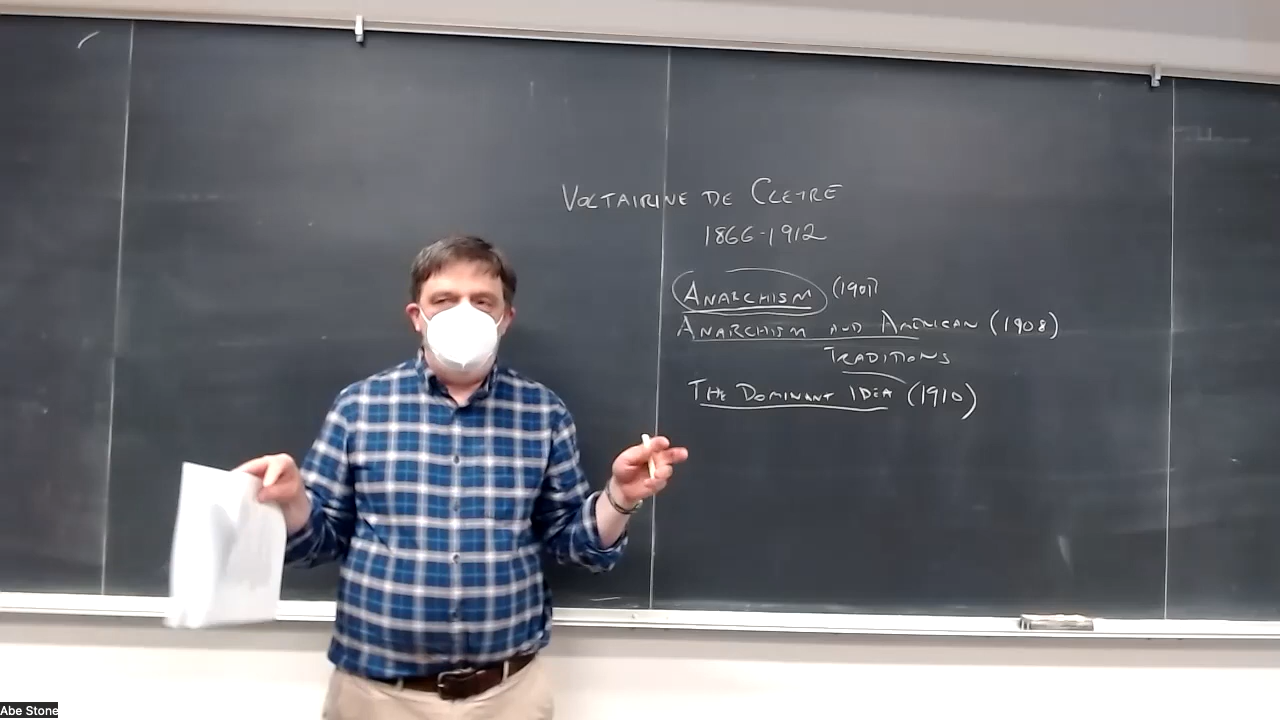 VOLTAIRINE DE CLEYRE
1866-1912
ANARCHISM (1901)
ANARCHISM AND AMERICAN (1908)
TRADITIONS
THE DOMINANT IDEA (1910)
Abe Stone